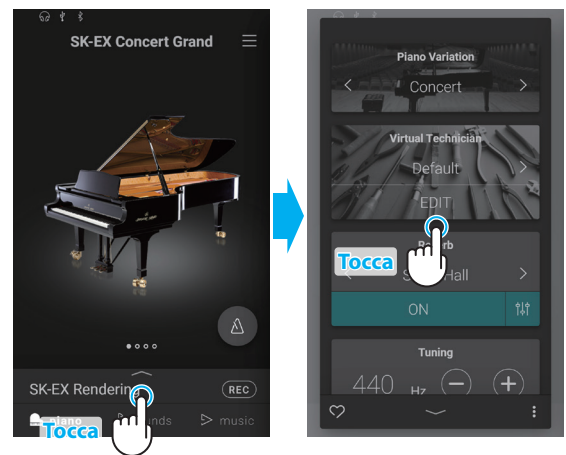 SK-EX Concert Grand
SK-EX Rendering
REC
piano
nds
music
Tocca
Piano Variation
Concert
Virtual Technician
Default
EDIT
Tocca
Hall
ON
Tuning
440 Hz